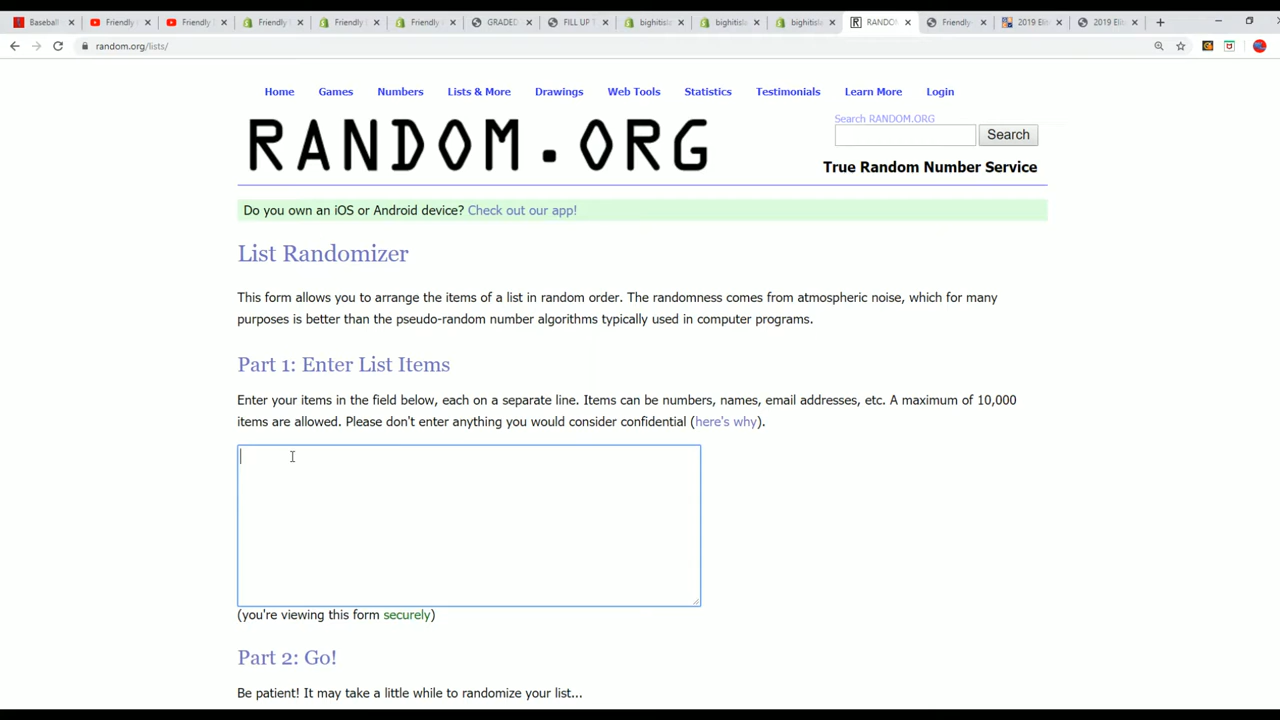 Baseball
Friendly
Friendly
Friendly
Friendly
Friendly
GRADED
FILL UP T
bighitisla
bighitisla
bighitisla
RANDOM
Friendly
2019 Elit
2019 Elit
random.org/lists/
Home Games Numbers Lists & More Drawings Web Tools Statistics Testimonials Learn More Login
RANDOM.ORG
Search RANDOM.ORG
Search
True Random Number Service
Do you own an iOS or Android device? Check out our app!
List Randomizer
This form allows you to arrange the items of a list in random order. The randomness comes from atmospheric noise, which for many
purposes is better than the pseudo-random number algorithms typically used in computer programs.
Part 1: Enter List Items
Enter your items in the field below, each on a separate line. Items can be numbers, names, email addresses, etc. A maximum of 10,000
items are allowed. Please don't enter anything you would consider confidential (here's why).
(you're viewing this form securely)
Part 2: Go!
Be patient! It may take a little while to randomize your list...